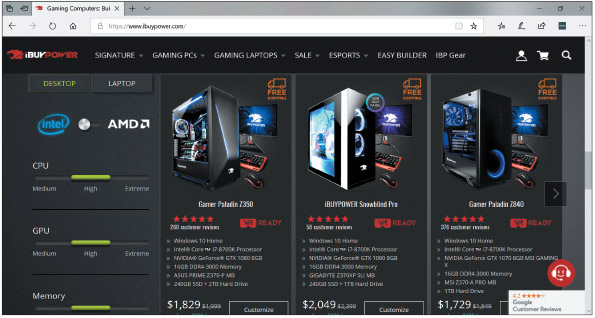 Gaming Computers: Bui
https://www.ibuypower.com/
iBUYPOWER
SIGNATURE
GAMING PCs
GAMING LAPTOPS
SALE
ESPORTS
EASY BUILDER
IBP Gear
DESKTOP
LAPTOP
intel
AMD
CPU
Medium
High
Extreme
GPU
Medium
High
Extreme
Memory
FREE
SHIPPING
Gamer Paladin Z350
260 customer reviews
VR READY
Windows 10 Home
Intel® Core™ i7-8700K Processor
NVIDIA GeForce® GTX 1080 8GB
16GB DDR4-3000 Memory
ASUS PRIME Z370-P MB
240GB SSD + 1TB Hard Drive
$1,829 $1,999
Customize
FREE
SHIPPING
iBUYPOWER Snowblind Pro
58 customer reviews
VR READY
Windows 10 Home
Intel® Core™ i7-8700K Processor
NVIDIA® GeForce® GTX 1080 8GB
16GB DDR4-3000 Memory
GIGABYTE Z370XP SLI MB
240GB SSD + 1TB Hard Drive
$2,049 $2,399
Customize
FREE
SHIPPING
Gamer Paladin Z840
376 customer reviews
VR READY
Windows 10 Home
Intel® Core™ i7-8700K Processor
NVIDIA GeForce GTX 1070 8GB MSI GAMING
X
16GB DDR4-3000 Memory
MSI Z370-A PRO MB
1TB Hard Drive
$1,729 $1,849
4.2
Google
Customer Reviews